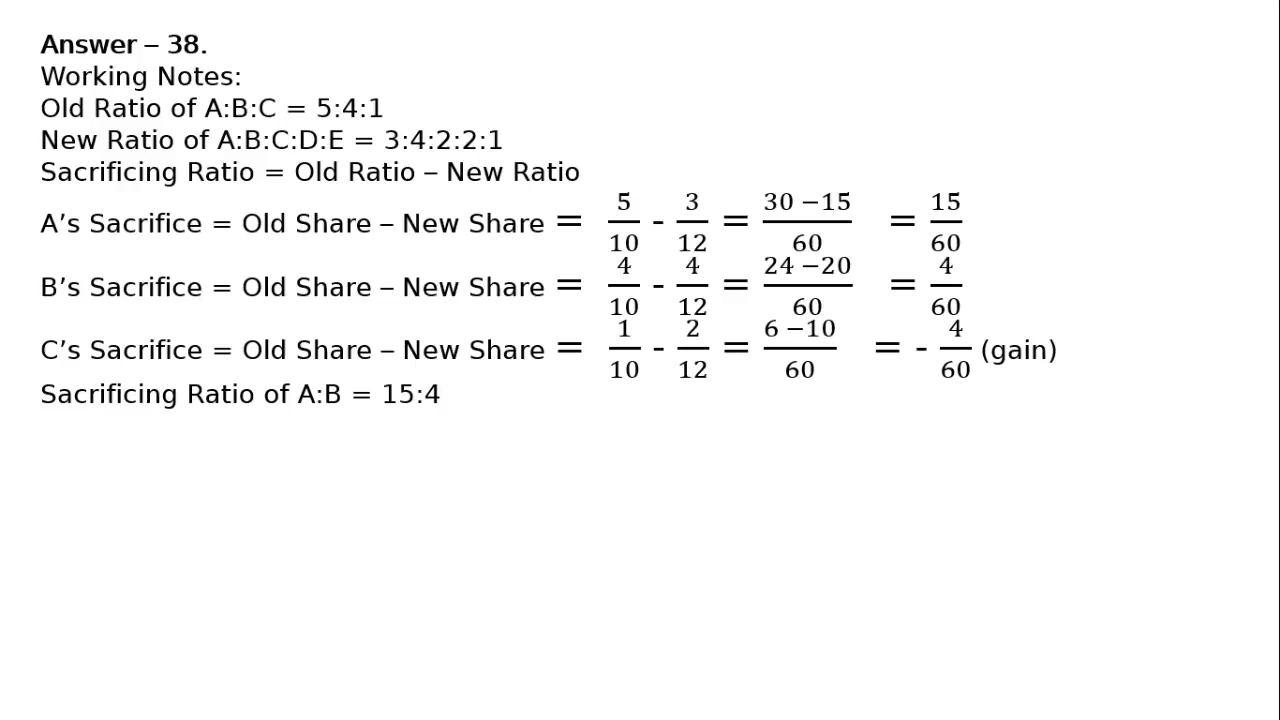 Answer – 38.
Working Notes:
Old Ratio of A:B:C = 5:4:1
New Ratio of A:B:C:D:E = 3:4:2:2:1
Sacrificing Ratio = Old Ratio – New Ratio
A’s Sacrifice = Old Share – New Share = 5/10 - 3/12 = 30 –15/60 = 15/60
B’s Sacrifice = Old Share – New Share = 4/10 - 4/12 = 24 –20/60 = 4/60
C’s Sacrifice = Old Share – New Share = 1/10 - 2/12 = 6 –10/60 = - 4/60 (gain)
Sacrificing Ratio of A:B = 15:4